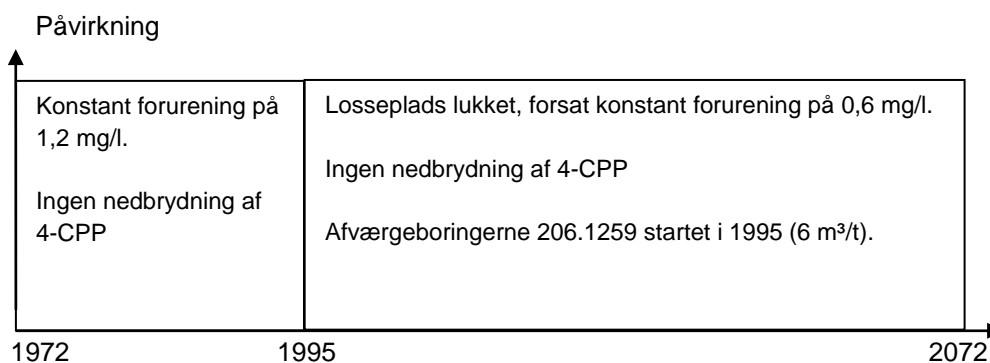 Påvirkning
Konstant forurening på
1,2 mg/l.
Ingen nedbrydning af
4-CPP
Losseplads lukket, forsat konstant forurening på 0,6 mg/l.
Ingen nedbrydning af 4-CPP
Afværgeboringerne 206.1259 startet i 1995 (6 m³/t).
1972 1995 2072